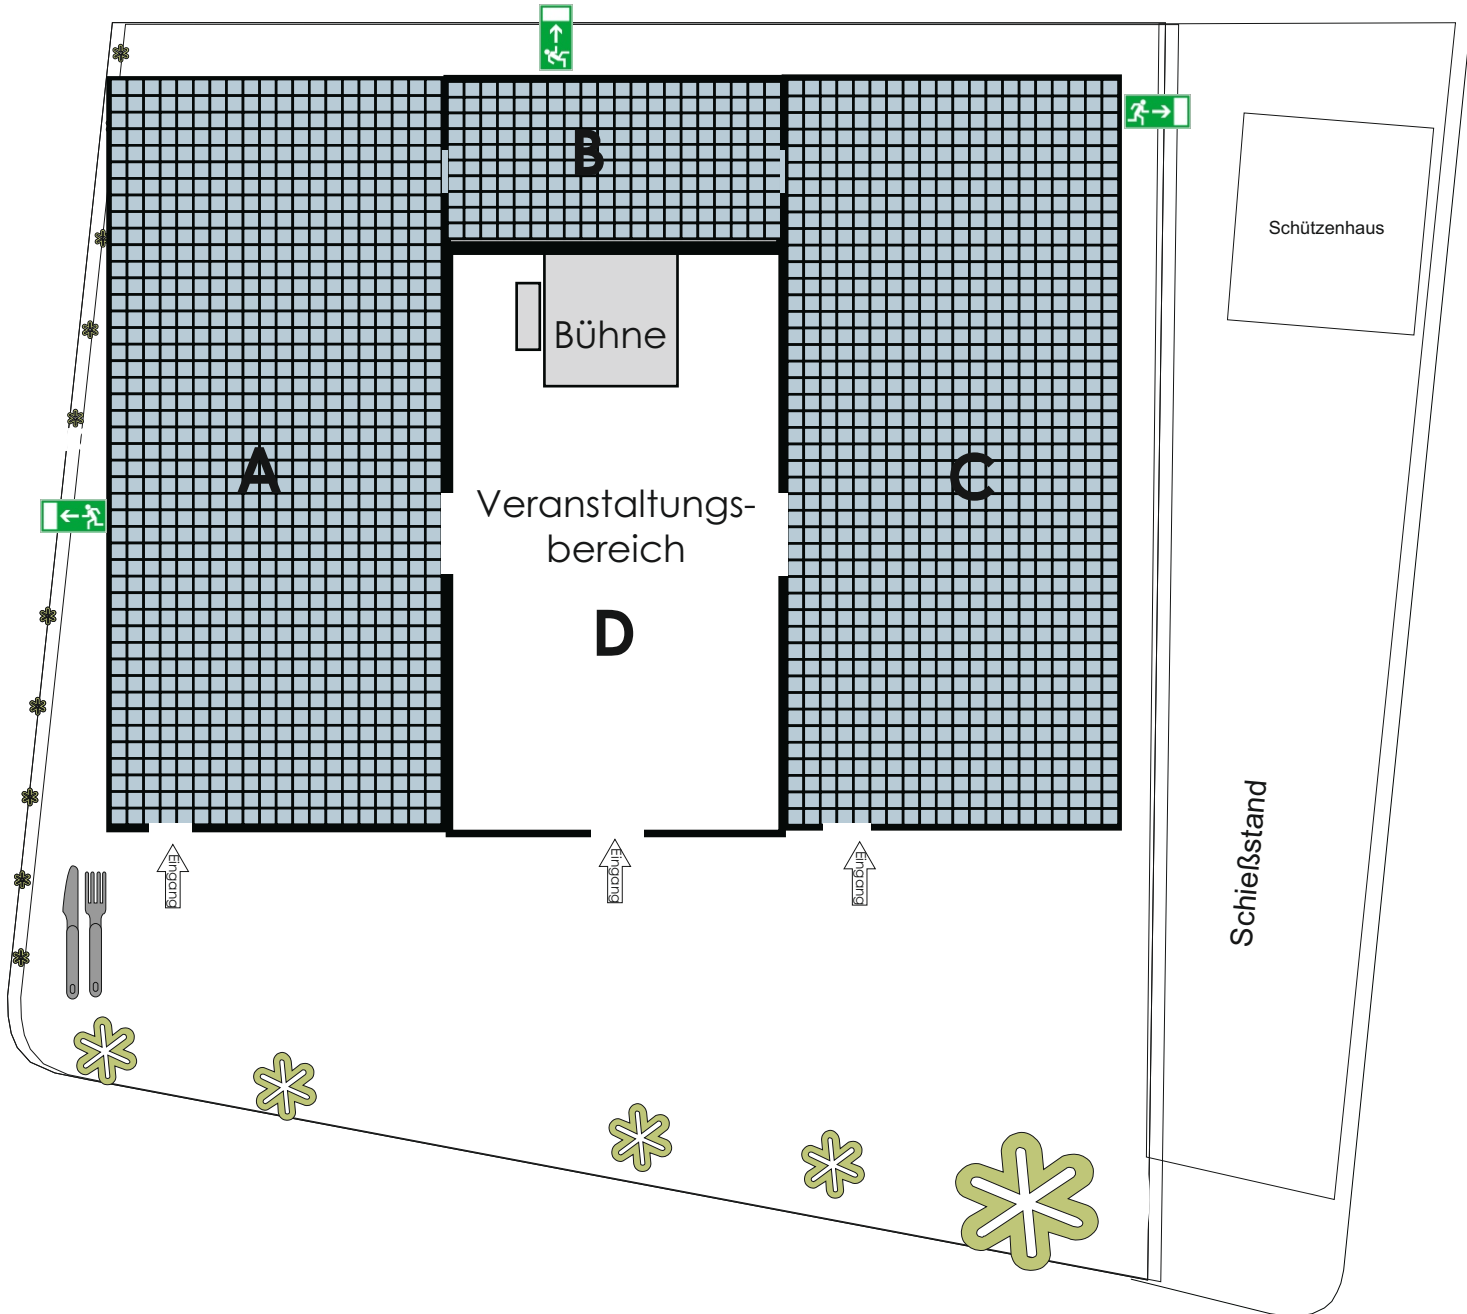 B
Schützenhaus
Bühne
A
C
Veranstaltungs-
bereich
D
Schießstand
Eingang
Eingang
Eingang